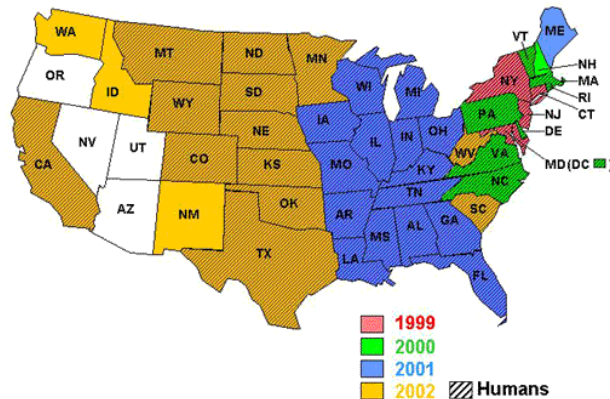 WA
MT
ND
MN
VT
ME
OR
ID
WY
SD
WI
MI
NY
NH
MA
RI
CT
NV
UT
CO
NE
IA
IL
IN
OH
PA
NJ
DE
CA
KS
MO
KY
WV
VA
MD(DC )
AZ
NM
OK
AR
TN
NC
SC
TX
LA
MS
AL
GA
FL
1999
2000
2001
2002
Humans